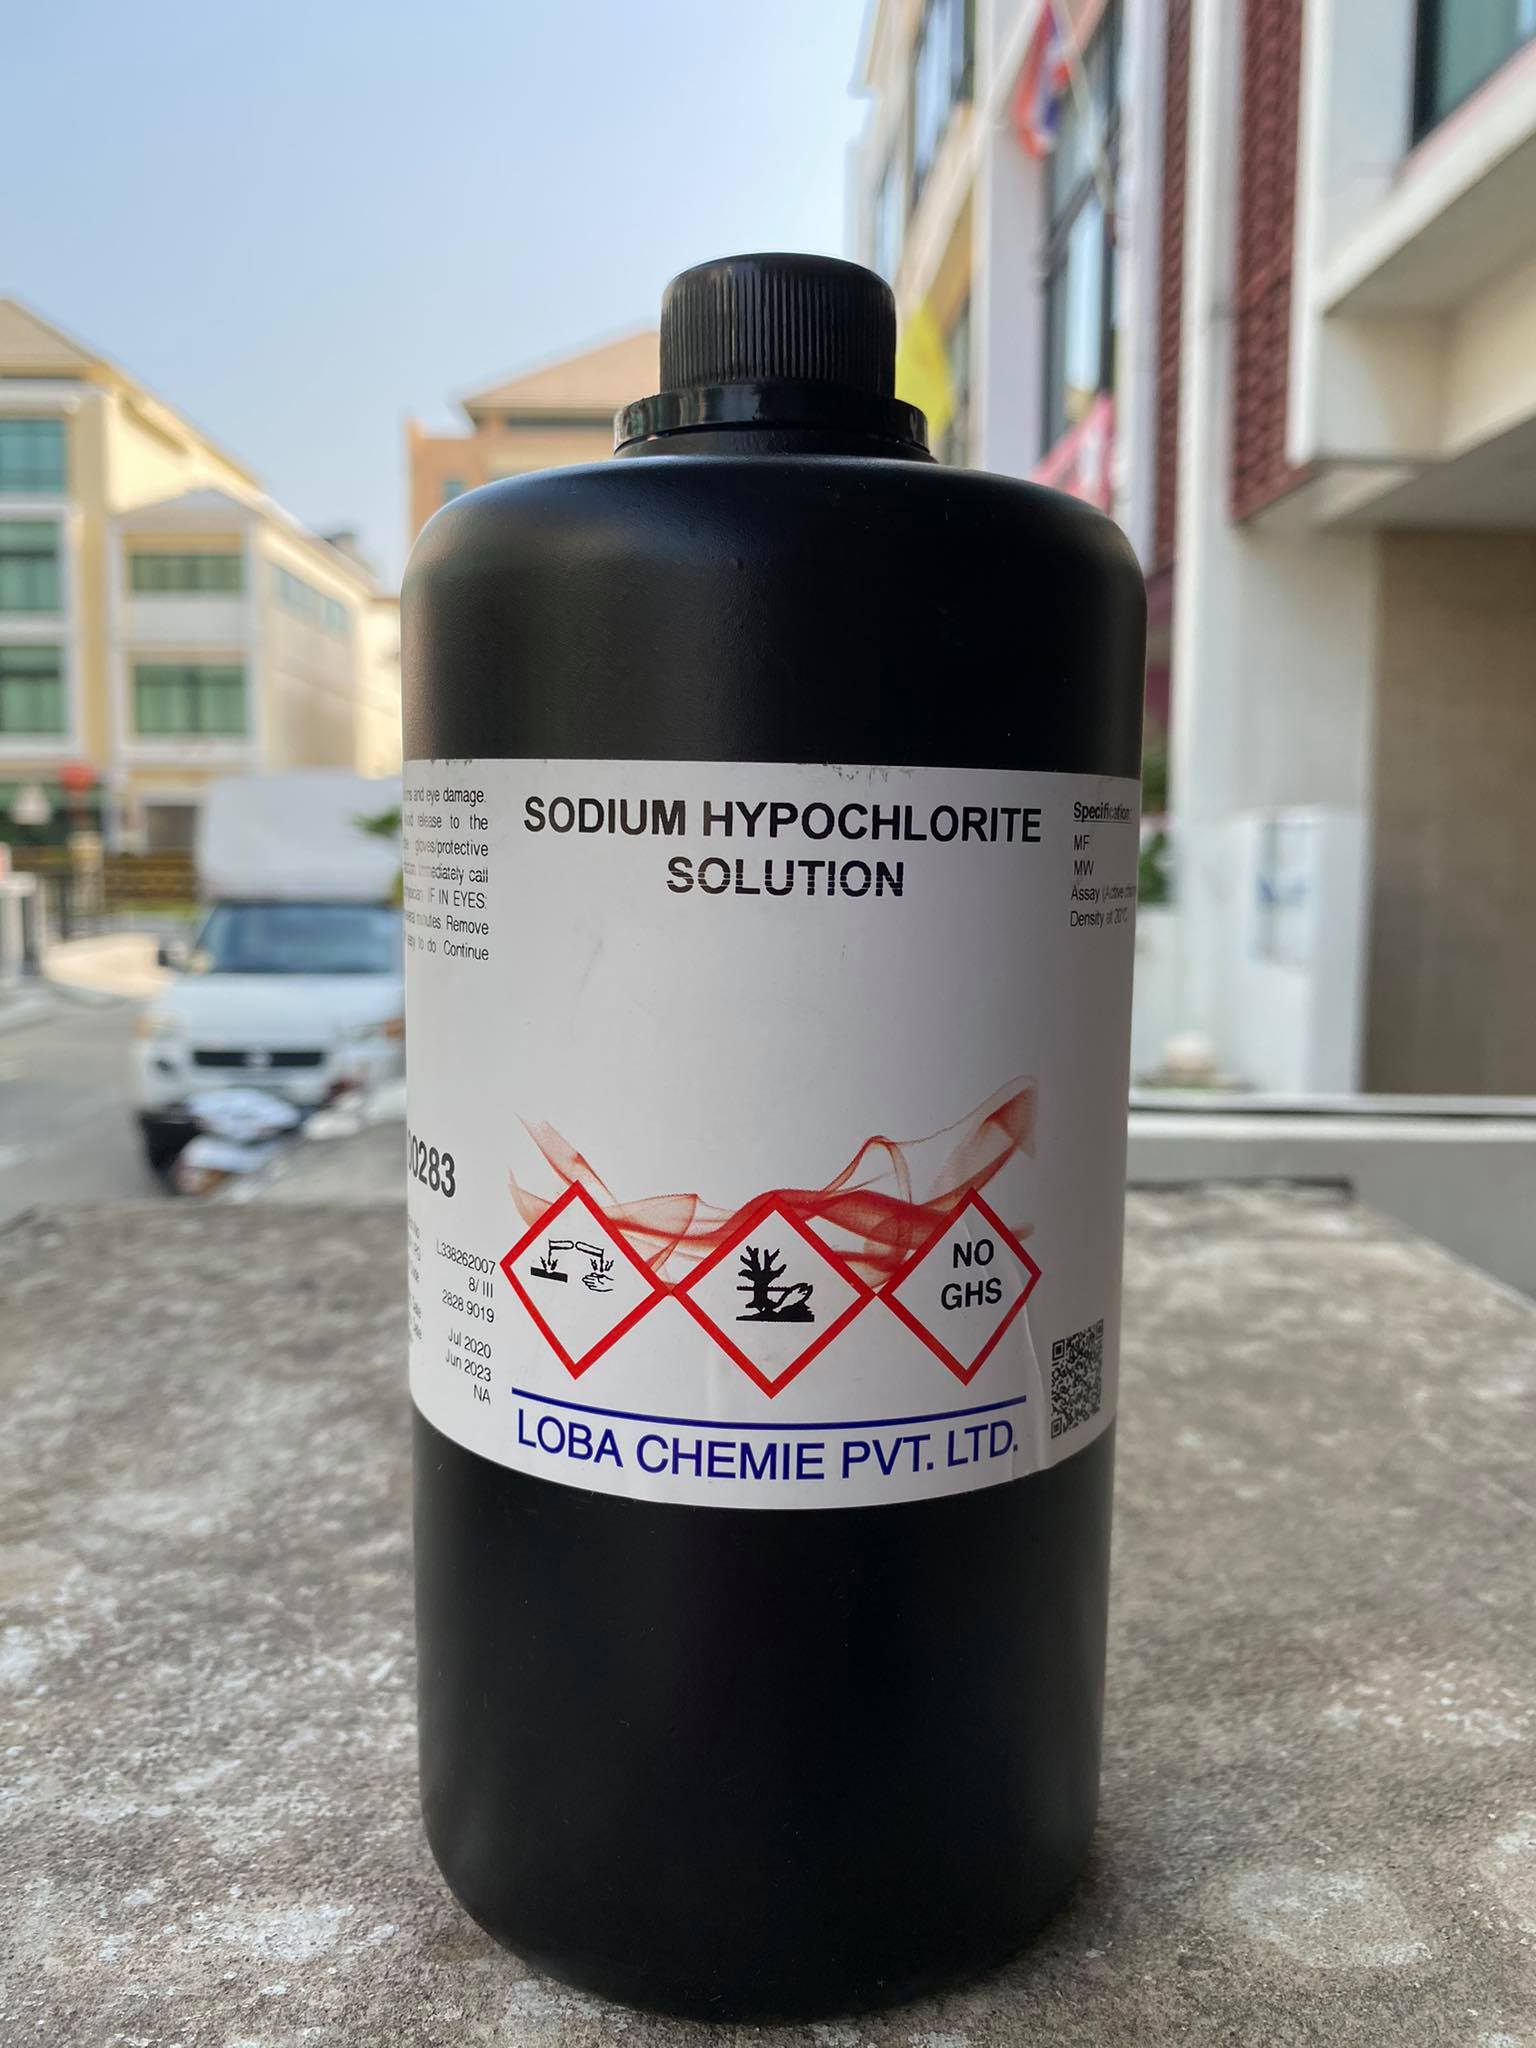 and eye damage.
release to the
gloves/protective
immediately call
IF IN EYES:
minutes. Remove
to do. Continue
SODIUM HYPOCHLORITE
SOLUTION
Specification
MF
MW
Assay (Active
Density at 20°C
00283
L338262007
8/ III
2828 9019
Jul 2020
Jun 2023
NA
NO
GHS
LOBA CHEMIE PVT. LTD.